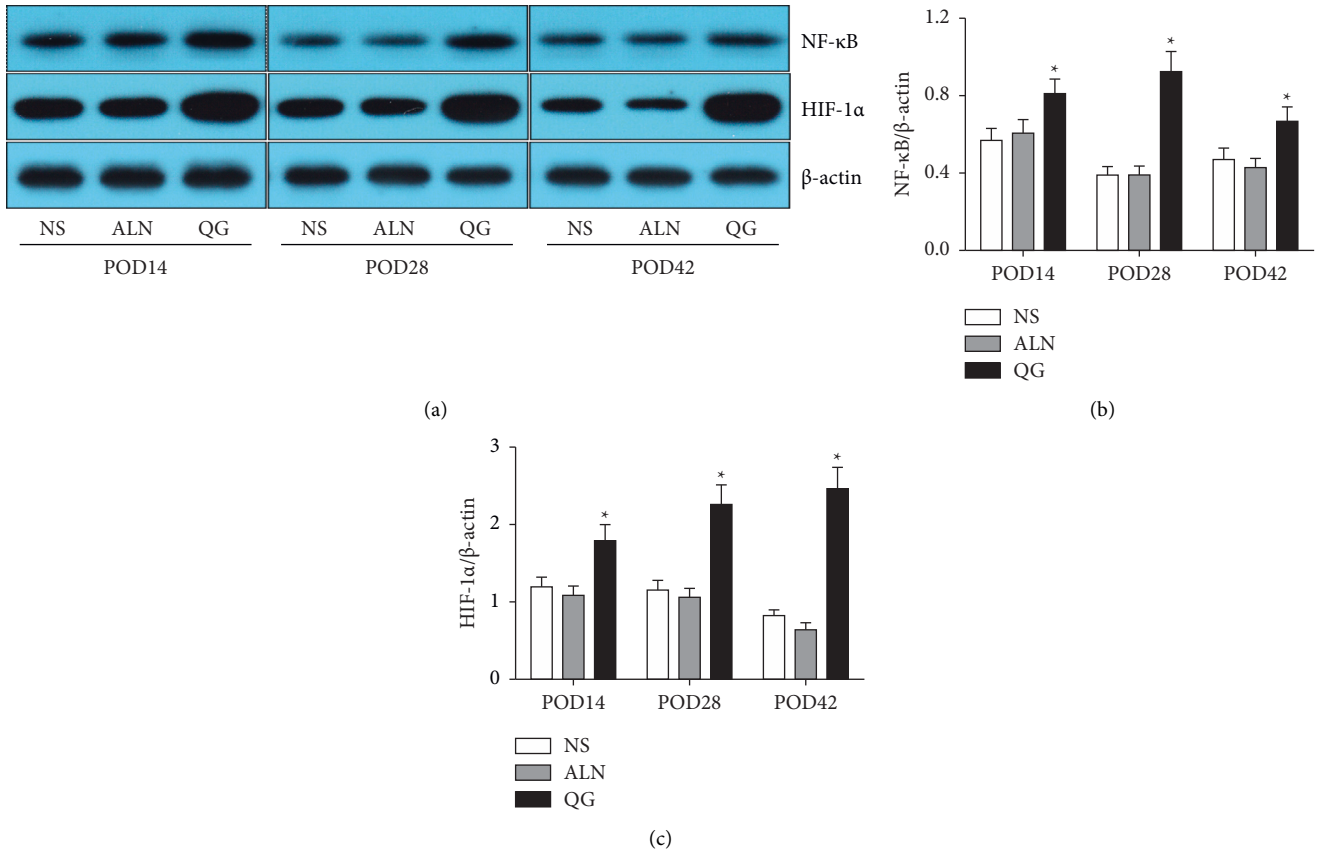 NF-κB
HIF-1α
β-actin
NS ALN QG NS ALN QG NS ALN QG
POD14 POD28 POD42
(a)
1.2
0.8
0.4
0.0
NF-κB/β-actin
* * *
POD14 POD28 POD42
NS
ALN
QG
(b)
3
2
1
0
HIF-1α/β-actin
* * *
POD14 POD28 POD42
NS
ALN
QG
(c)